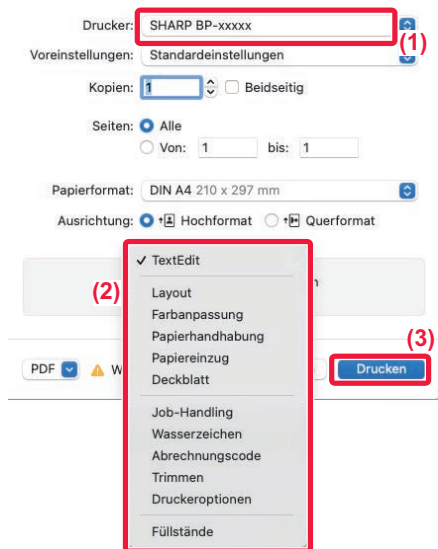 Drucker: SHARP BP-xxxxx
(1)
Voreinstellungen: Standardeinstellungen
Kopien: 1 Beidseitig
Seiten: Alle
Von: 1 bis: 1
Papierformat: DIN A4 210 x 297 mm
Ausrichtung: Hochformat Querformat
(2)
✓ TextEdit
Layout
Farbanpassung
Papierhandhabung
Papiereinzug
Deckblatt
Job-Handling
Wasserzeichen
Abrechnungscode
Trimmen
Druckeroptionen
Füllstände
(3)
PDF W Drucken